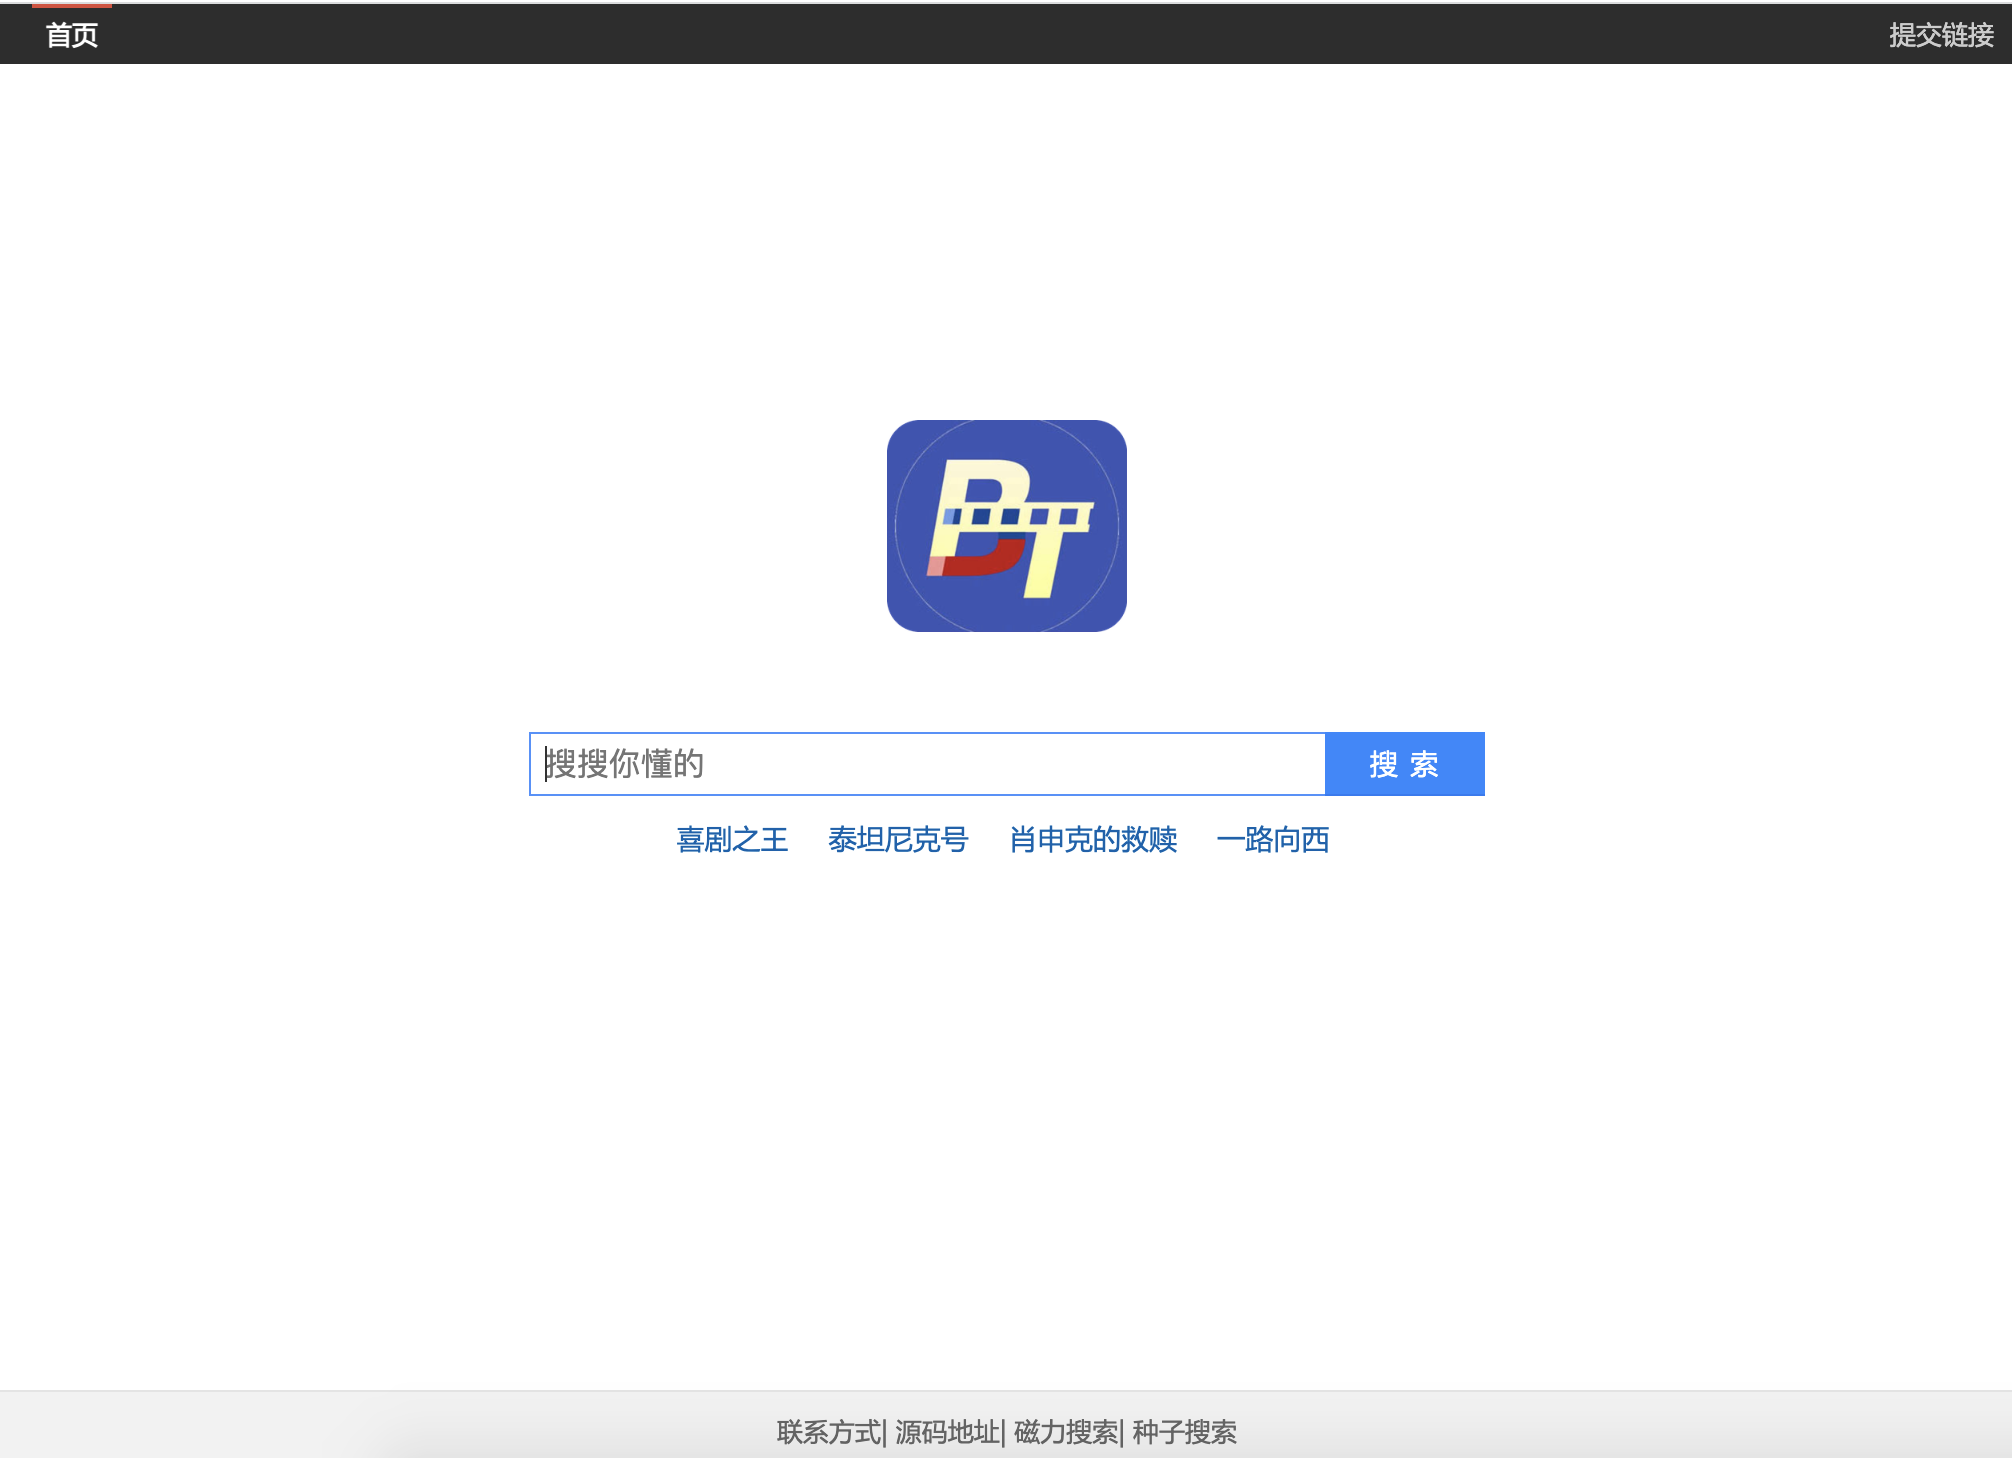 首页
提交链接
BT
搜搜你懂的
搜 索
喜剧之王 泰坦尼克号 肖申克的救赎 一路向西
联系方式| 源码地址| 磁力搜索| 种子搜索